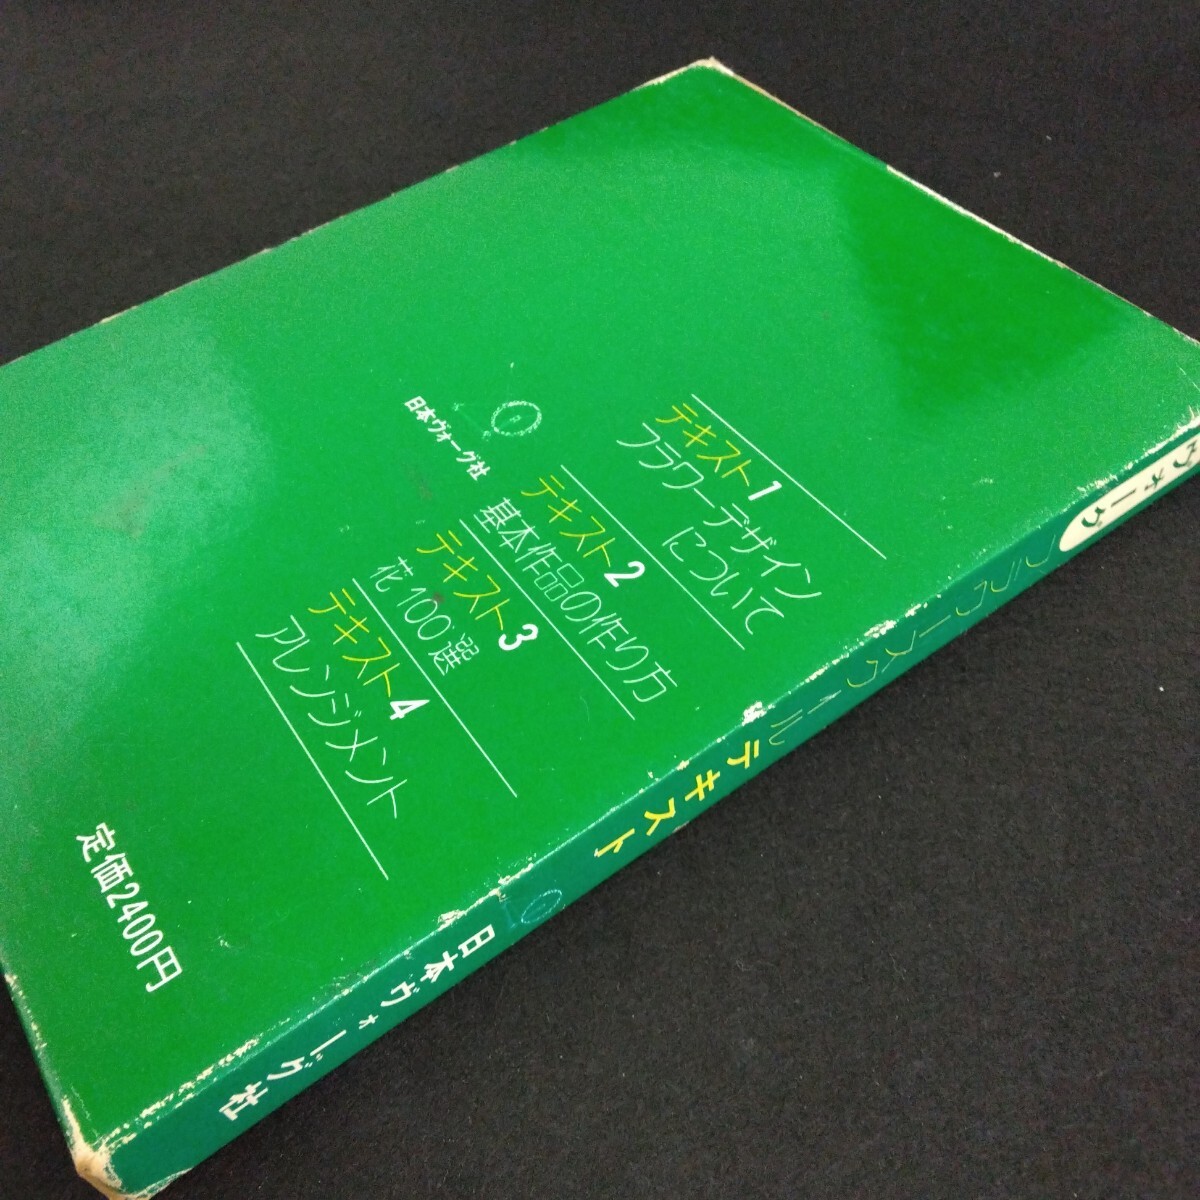 テキスト1
フラワーデザイン
について
テキスト2
基本作品の作り方
テキスト3
花100選
テキスト4
アレンジメント
日本ヴォーグ社
定価2400円
ヴォーグ
フラワースクール
テキスト
日本ヴォーグ社